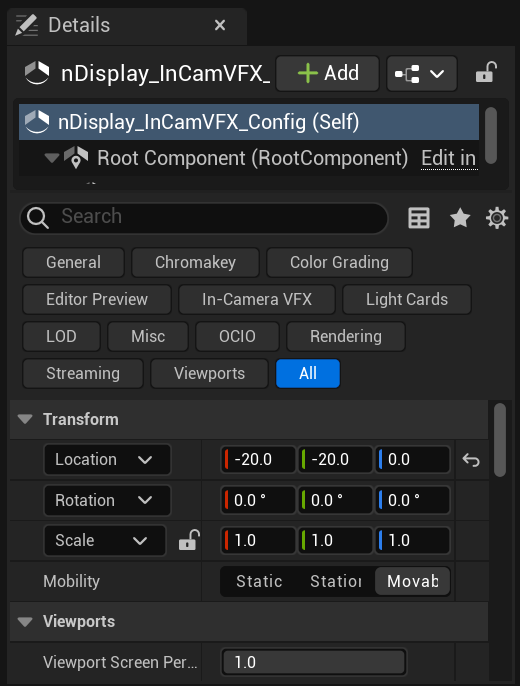 Details
nDisplay_InCamVFX_ Add
nDisplay_InCamVFX_Config (Self)
Root Component (RootComponent) Edit in
Search
General Chromakey Color Grading
Editor Preview In-Camera VFX Light Cards
LOD Misc OCIO Rendering
Streaming Viewports All
Transform
Location -20.0 -20.0 0.0
Rotation 0.0 ° 0.0 ° 0.0 °
Scale 1.0 1.0 1.0
Mobility Static Station Movab
Viewports
Viewport Screen Per... 1.0